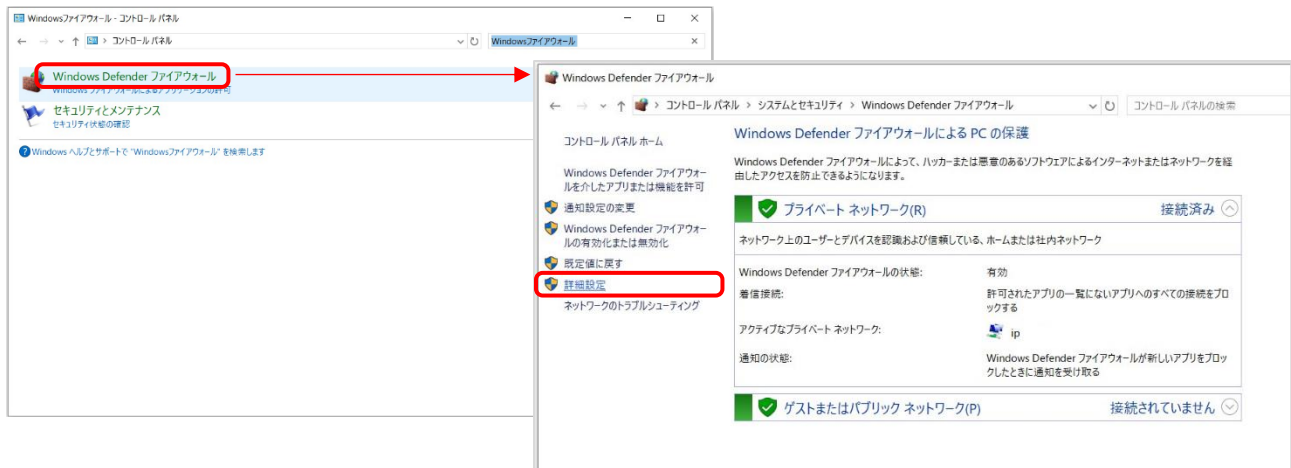 Windowsファイアウォール - コントロール パネル
コントロール パネル
Windowsファイアウォール
Windows Defender ファイアウォール
Windows ファイアウォールによるアプリケーションの許可
セキュリティとメンテナンス
セキュリティ状態の確認
Windows ヘルプとサポートで "Windowsファイアウォール" を検索します
Windows Defender ファイアウォール
コントロール パネル > システムとセキュリティ > Windows Defender ファイアウォール
コントロール パネルの検索
コントロール パネル ホーム
Windows Defender ファイアウォー
ルを介したアプリまたは機能を許可
通知設定の変更
Windows Defender ファイアウォー
ルの有効化または無効化
既定値に戻す
詳細設定
ネットワークのトラブルシューティング
Windows Defender ファイアウォールによる PC の保護
Windows Defender ファイアウォールによって、ハッカーまたは悪意のあるソフトウェアによるインターネットまたはネットワークを経
由したアクセスを防止できるようになります。
プライベート ネットワーク(R) 接続済み
ネットワーク上のユーザーとデバイスを認識および信頼している、ホームまたは社内ネットワーク
Windows Defender ファイアウォールの状態: 有効
着信接続: 許可されたアプリの一覧にないアプリへのすべての接続をブロ
ックする
アクティブなプライベート ネットワーク: ip
通知の状態: Windows Defender ファイアウォールが新しいアプリをブロッ
クしたときに通知を受け取る
ゲストまたはパブリック ネットワーク(P) 接続されていません